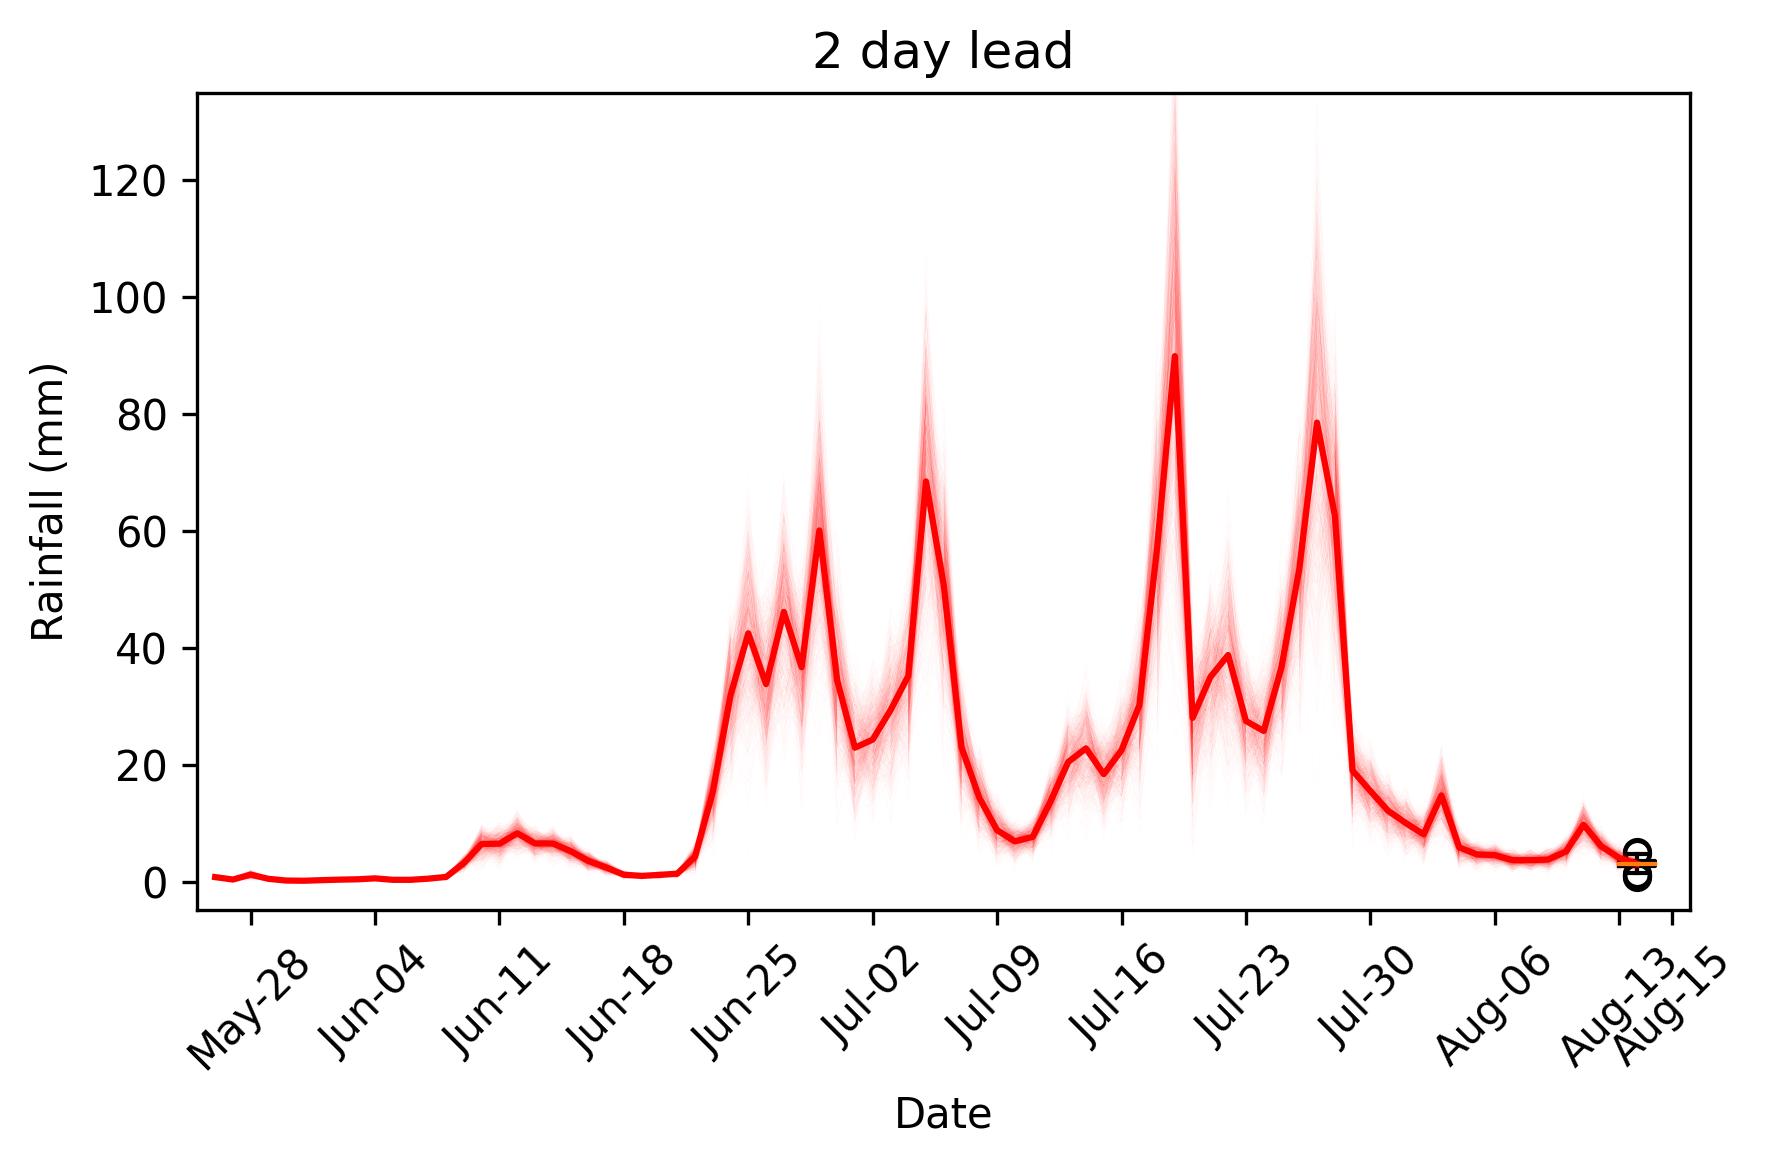 2 day lead
120
100
80
60
40
20
0
Rainfall (mm)
May-28
Jun-04
Jun-11
Jun-18
Jun-25
Jul-02
Jul-09
Jul-16
Jul-23
Jul-30
Aug-06
Aug-13
Aug-15
Date